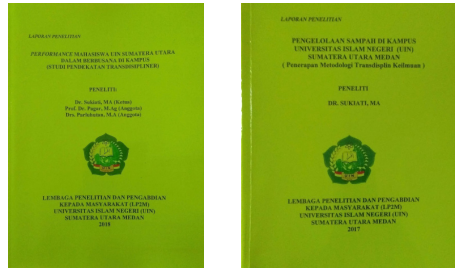 LAPORAN PENELITIAN
PERFORMANCE MAHASISWA UIN SUMATERA UTARA
DALAM BERBUSANA DI KAMPUS
(STUDI PENDEKATAN TRANSDISIPLINER)
PENELITI:
Dr. Sukiati, MA (Ketua)
Prof. Dr. Pagar, M.Ag (Anggota)
Dra. (Anggota)
LEMBAGA PENELITIAN DAN PENGABDIAN
KEPADA MASYARAKAT (LP2M)
UNIVERSITAS ISLAM NEGERI (UIN)
SUMATERA UTARA MEDAN
2018
LAPORAN PENELITIAN
PENGELOLAAN SAMPAH DI KAMPUS
UNIVERSITAS ISLAM NEGERI (UIN)
SUMATERA UTARA MEDAN
( Penerapan Metodologi Transdisiplin Keilmuan )
PENELITI
DR. SUKIATI, MA
LEMBAGA PENELITIAN DAN PENGABDIAN
KEPADA MASYARAKAT (LP2M)
UNIVERSITAS ISLAM NEGERI (UIN)
SUMATERA UTARA MEDAN
2017